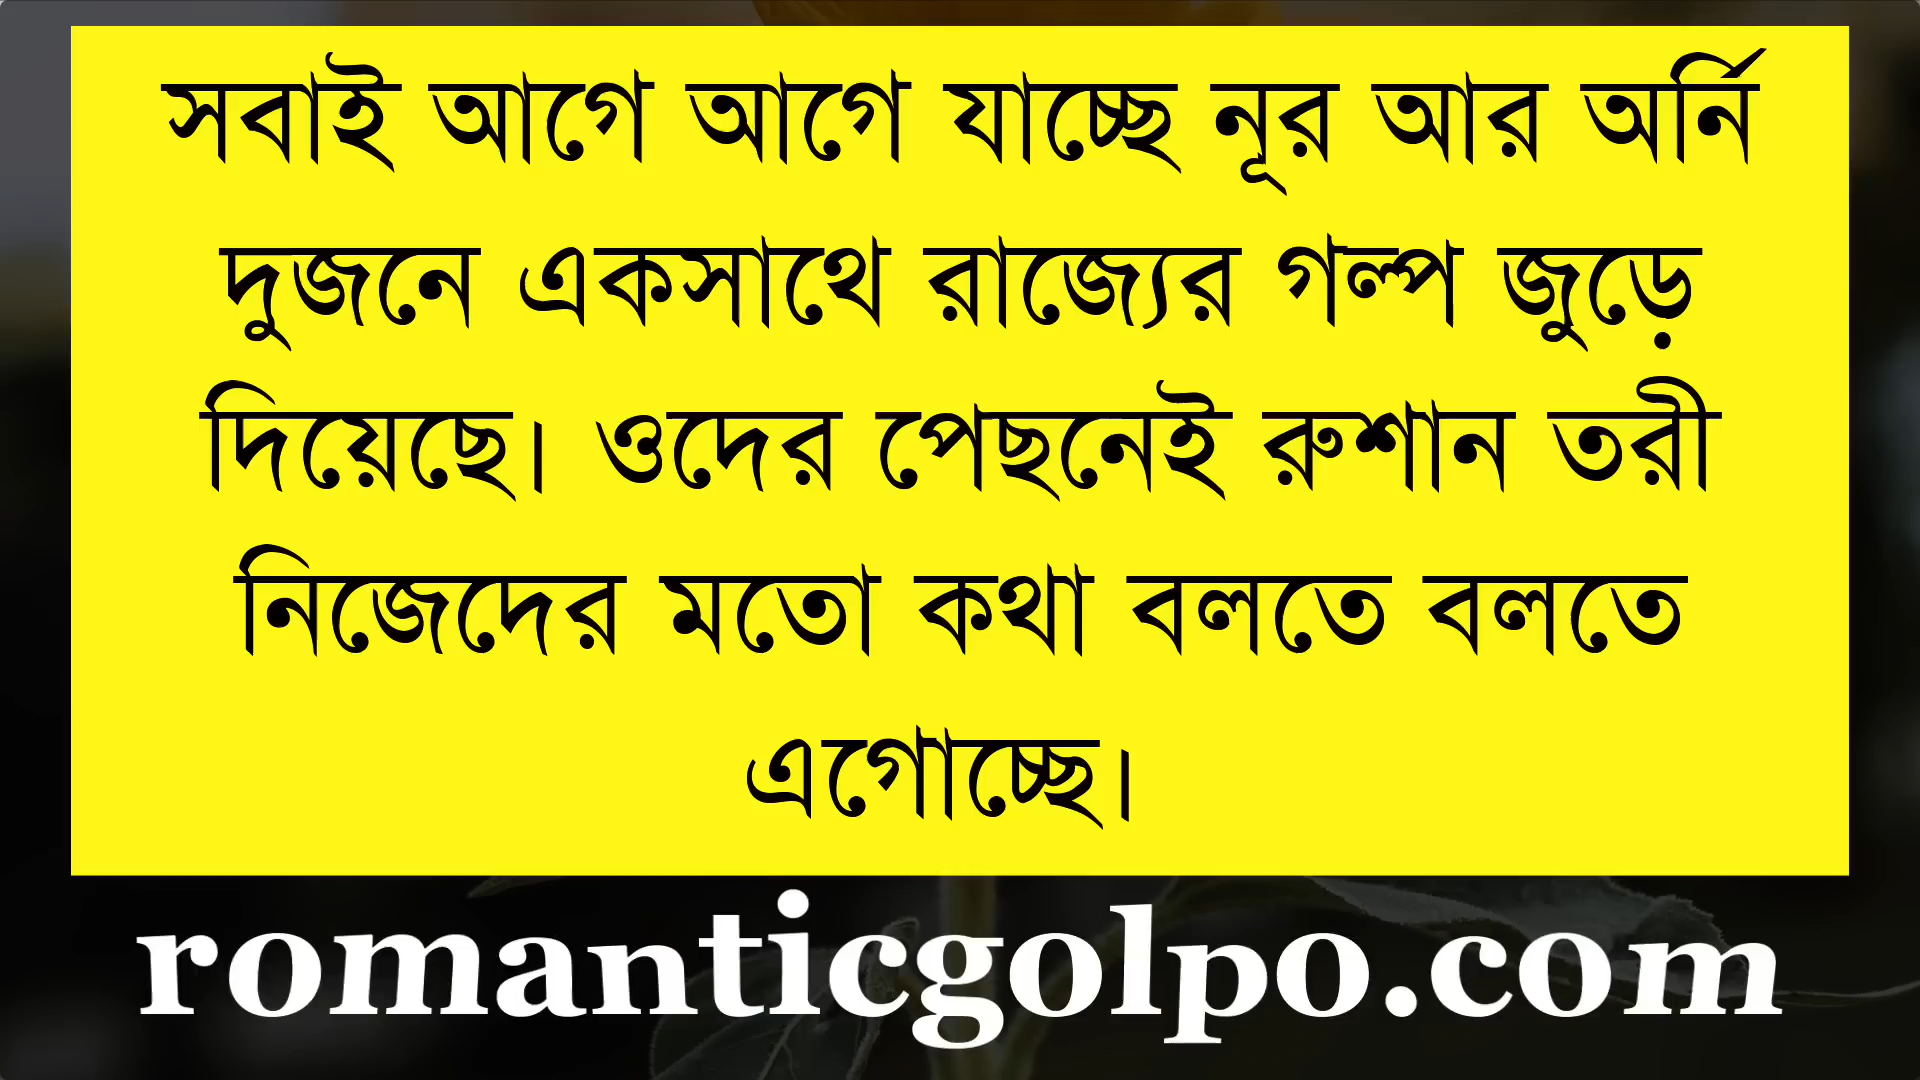 সবাই আগে আগে যাচ্ছে নূর আর অর্নি
দুজনে একসাথে রাজ্যের গল্প জুড়ে
দিয়েছে। ওদের পেছনেই রুশান তরী
নিজেদের মতো কথা বলতে বলতে
এগোচ্ছে।
romanticgolpo.com